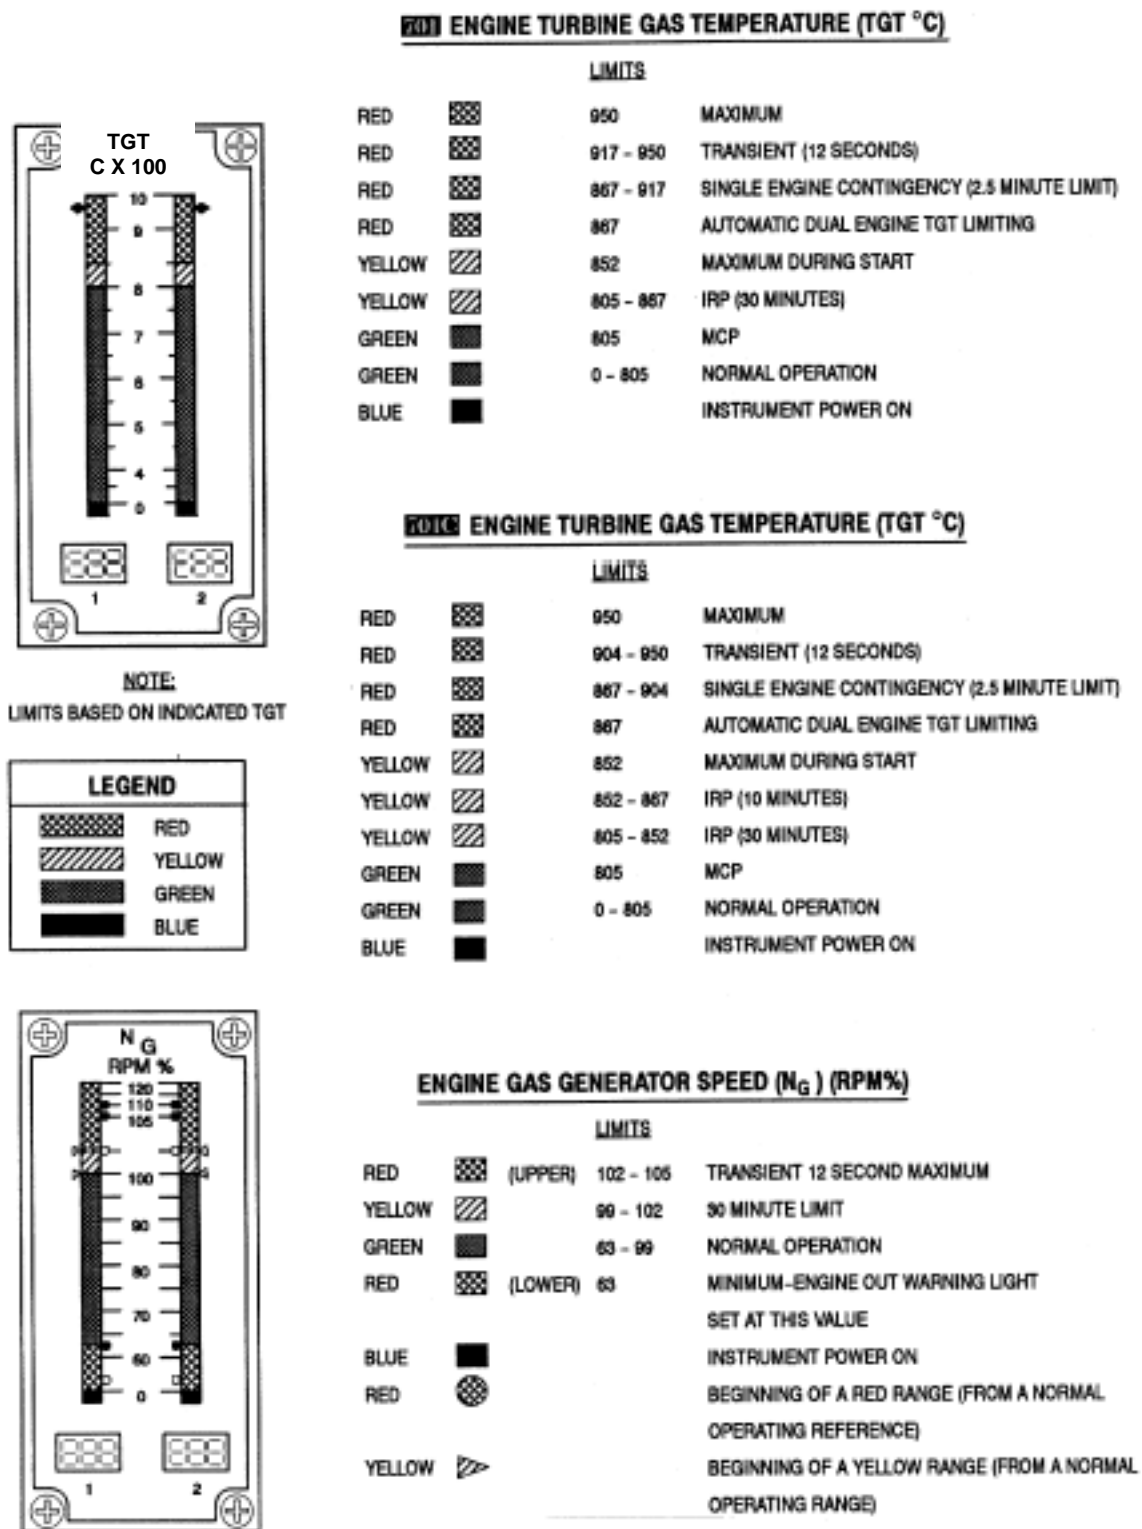 701 ENGINE TURBINE GAS TEMPERATURE (TGT °C)
LIMITS
RED 950 MAXIMUM
RED 917 – 950 TRANSIENT (12 SECONDS)
RED 867 – 917 SINGLE ENGINE CONTINGENCY (2.5 MINUTE LIMIT)
RED 867 AUTOMATIC DUAL ENGINE TGT LIMITING
YELLOW 852 MAXIMUM DURING START
YELLOW 805 – 867 IRP (30 MINUTES)
GREEN 805 MCP
GREEN 0 – 805 NORMAL OPERATION
BLUE INSTRUMENT POWER ON
TGT
C X 100
10
9
8
7
6
5
4
0
1 2
NOTE:
LIMITS BASED ON INDICATED TGT
LEGEND
RED
YELLOW
GREEN
BLUE
701C ENGINE TURBINE GAS TEMPERATURE (TGT °C)
LIMITS
RED 950 MAXIMUM
RED 904 – 950 TRANSIENT (12 SECONDS)
RED 867 – 904 SINGLE ENGINE CONTINGENCY (2.5 MINUTE LIMIT)
RED 867 AUTOMATIC DUAL ENGINE TGT LIMITING
YELLOW 852 MAXIMUM DURING START
YELLOW 852 – 867 IRP (10 MINUTES)
YELLOW 805 – 852 IRP (30 MINUTES)
GREEN 805 MCP
GREEN 0 – 805 NORMAL OPERATION
BLUE INSTRUMENT POWER ON
N G
RPM %
120
110
105
100
90
80
70
60
0
1 2
ENGINE GAS GENERATOR SPEED (NG ) (RPM%)
LIMITS
RED (UPPER) 102 – 105 TRANSIENT 12 SECOND MAXIMUM
YELLOW 99 – 102 30 MINUTE LIMIT
GREEN 63 – 99 NORMAL OPERATION
RED (LOWER) 63 MINIMUM–ENGINE OUT WARNING LIGHT
SET AT THIS VALUE
BLUE INSTRUMENT POWER ON
RED BEGINNING OF A RED RANGE (FROM A NORMAL
OPERATING REFERENCE)
YELLOW BEGINNING OF A YELLOW RANGE (FROM A NORMAL
OPERATING RANGE)